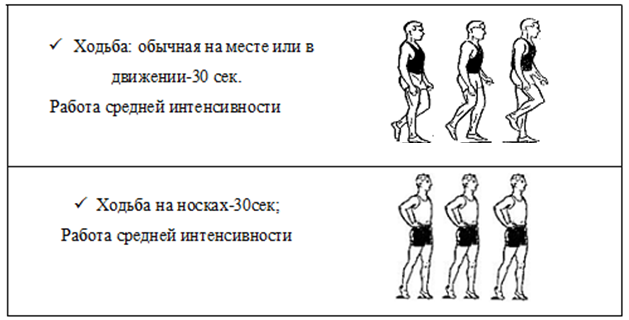 ✓ Ходьба: обычная на месте или в
движении-30 сек.
Работа средней интенсивности
✓ Ходьба на носках-30сек;
Работа средней интенсивности